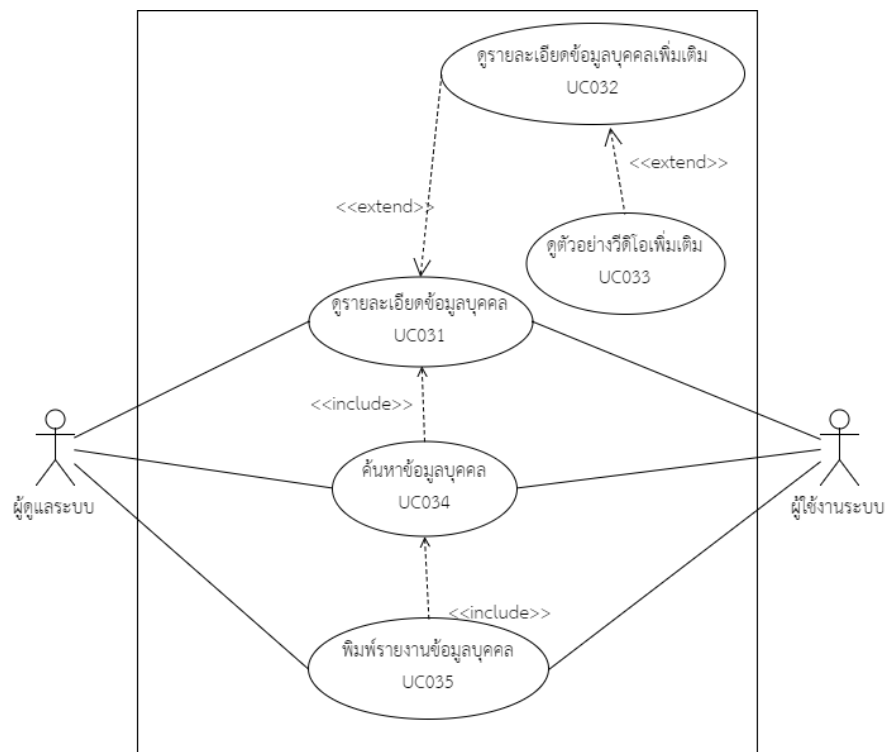 ดูรายละเอียดข้อมูลบุคคลเพิ่มเติม
UC032
<<extend>>
<<extend>>
ดูตัวอย่างวีดิโอเพิ่มเติม
UC033
ดูรายละเอียดข้อมูลบุคคล
UC031
<<include>>
ค้นหาข้อมูลบุคคล
UC034
ผู้ดูแลระบบ
ผู้ใช้งานระบบ
<<include>>
พิมพ์รายงานข้อมูลบุคคล
UC035